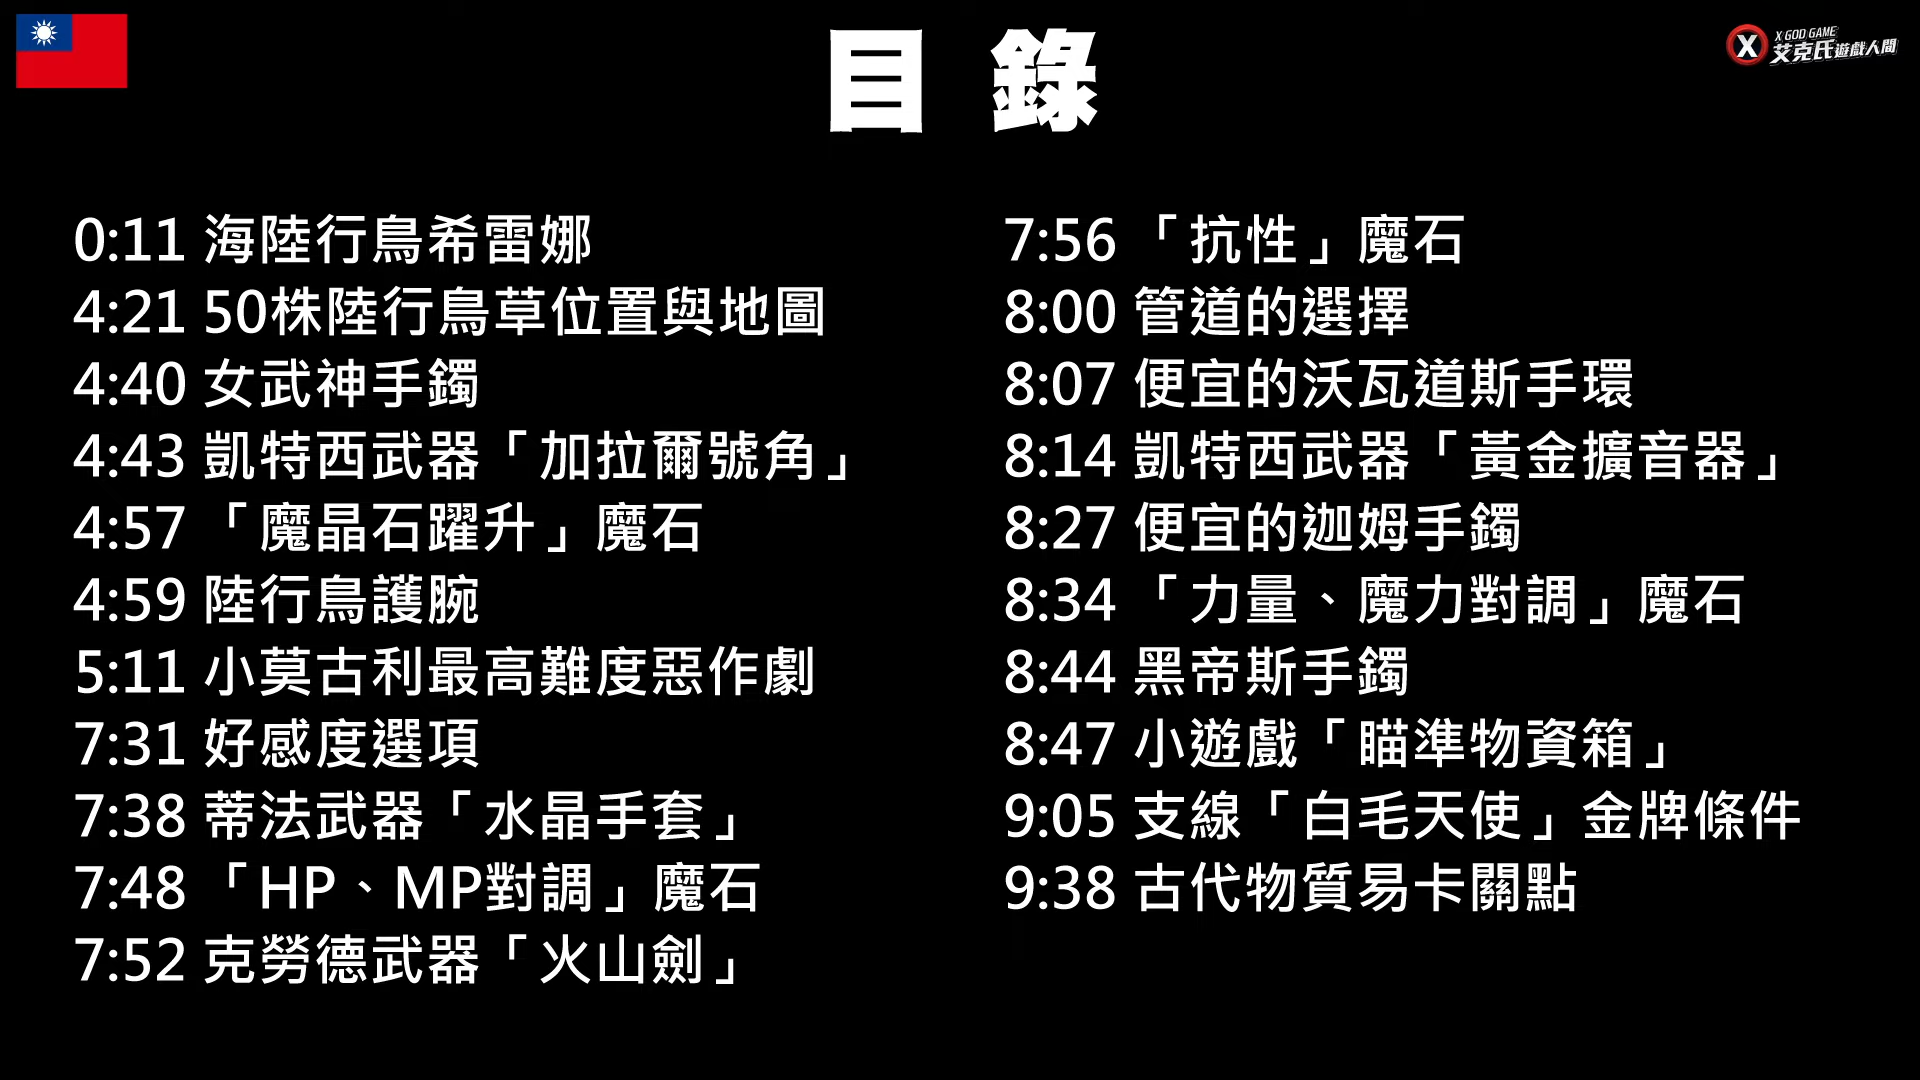 目錄
X GOD GAME
艾克氏遊戲人間
0:11 海陸行鳥希雷娜
4:21 50株陸行鳥草位置與地圖
4:40 女武神手鐲
4:43 凱特西武器「加拉爾號角」
4:57 「魔晶石躍升」魔石
4:59 陸行鳥護腕
5:11 小莫古利最高難度惡作劇
7:31 好感度選項
7:38 蒂法武器「水晶手套」
7:48 「HP、MP對調」魔石
7:52 克勞德武器「火山劍」
7:56 「抗性」魔石
8:00 管道的選擇
8:07 便宜的沃瓦道斯手環
8:14 凱特西武器「黃金擴音器」
8:27 便宜的迦姆手鐲
8:34 「力量、魔力對調」魔石
8:44 黑帝斯手鐲
8:47 小遊戲「瞄準物資箱」
9:05 支線「白毛天使」金牌條件
9:38 古代物質易卡關點